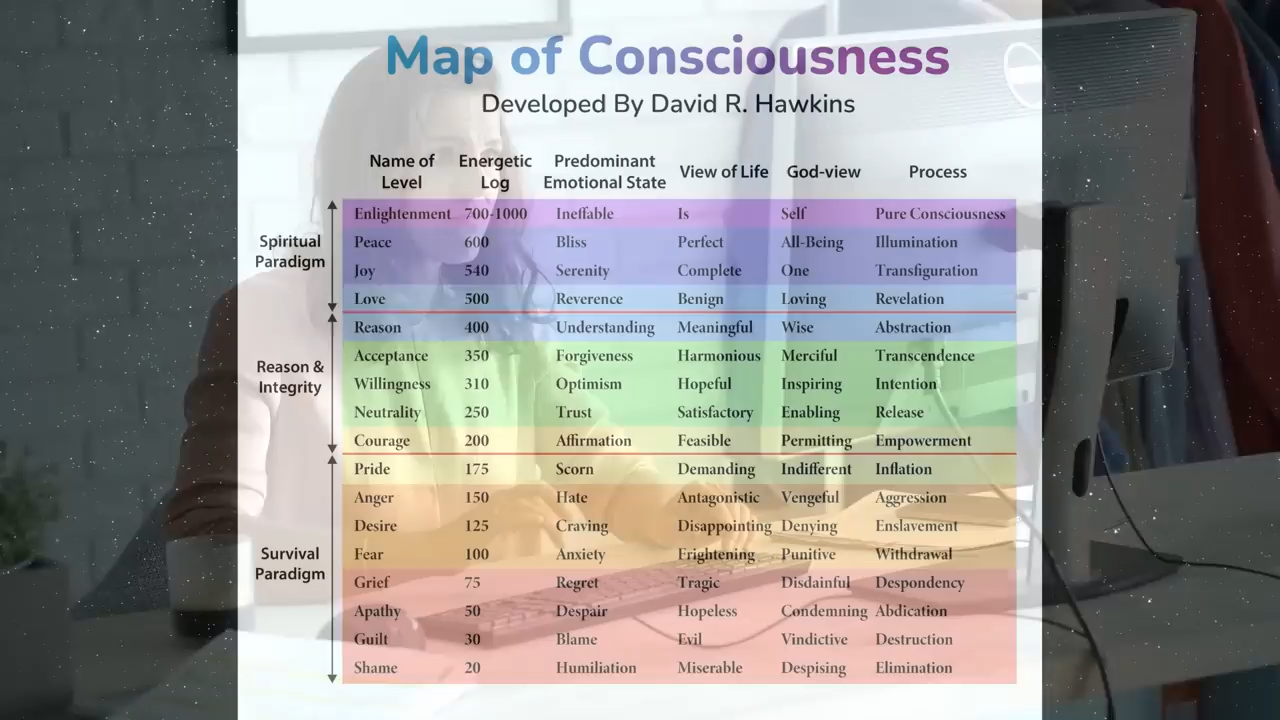 Map of Consciousness
Developed By David R. Hawkins
Name of Level Energetic Log Predominant Emotional State View of Life God-view Process
Spiritual Paradigm
Enlightenment 700-1000 Ineffable Is Self Pure Consciousness
Peace 600 Bliss Perfect All-Being Illumination
Joy 540 Serenity Complete One Transfiguration
Love 500 Reverence Benign Loving Revelation
Reason & Integrity
Reason 400 Understanding Meaningful Wise Abstraction
Acceptance 350 Forgiveness Harmonious Merciful Transcendence
Willingness 310 Optimism Hopeful Inspiring Intention
Neutrality 250 Trust Satisfactory Enabling Release
Courage 200 Affirmation Feasible Permitting Empowerment
Survival Paradigm
Pride 175 Scorn Demanding Indifferent Inflation
Anger 150 Hate Antagonistic Vengeful Aggression
Desire 125 Craving Disappointing Denying Enslavement
Fear 100 Anxiety Frightening Punitive Withdrawal
Grief 75 Regret Tragic Disdainful Despondency
Apathy 50 Despair Hopeless Condemning Abdication
Guilt 30 Blame Evil Vindictive Destruction
Shame 20 Humiliation Miserable Despising Elimination